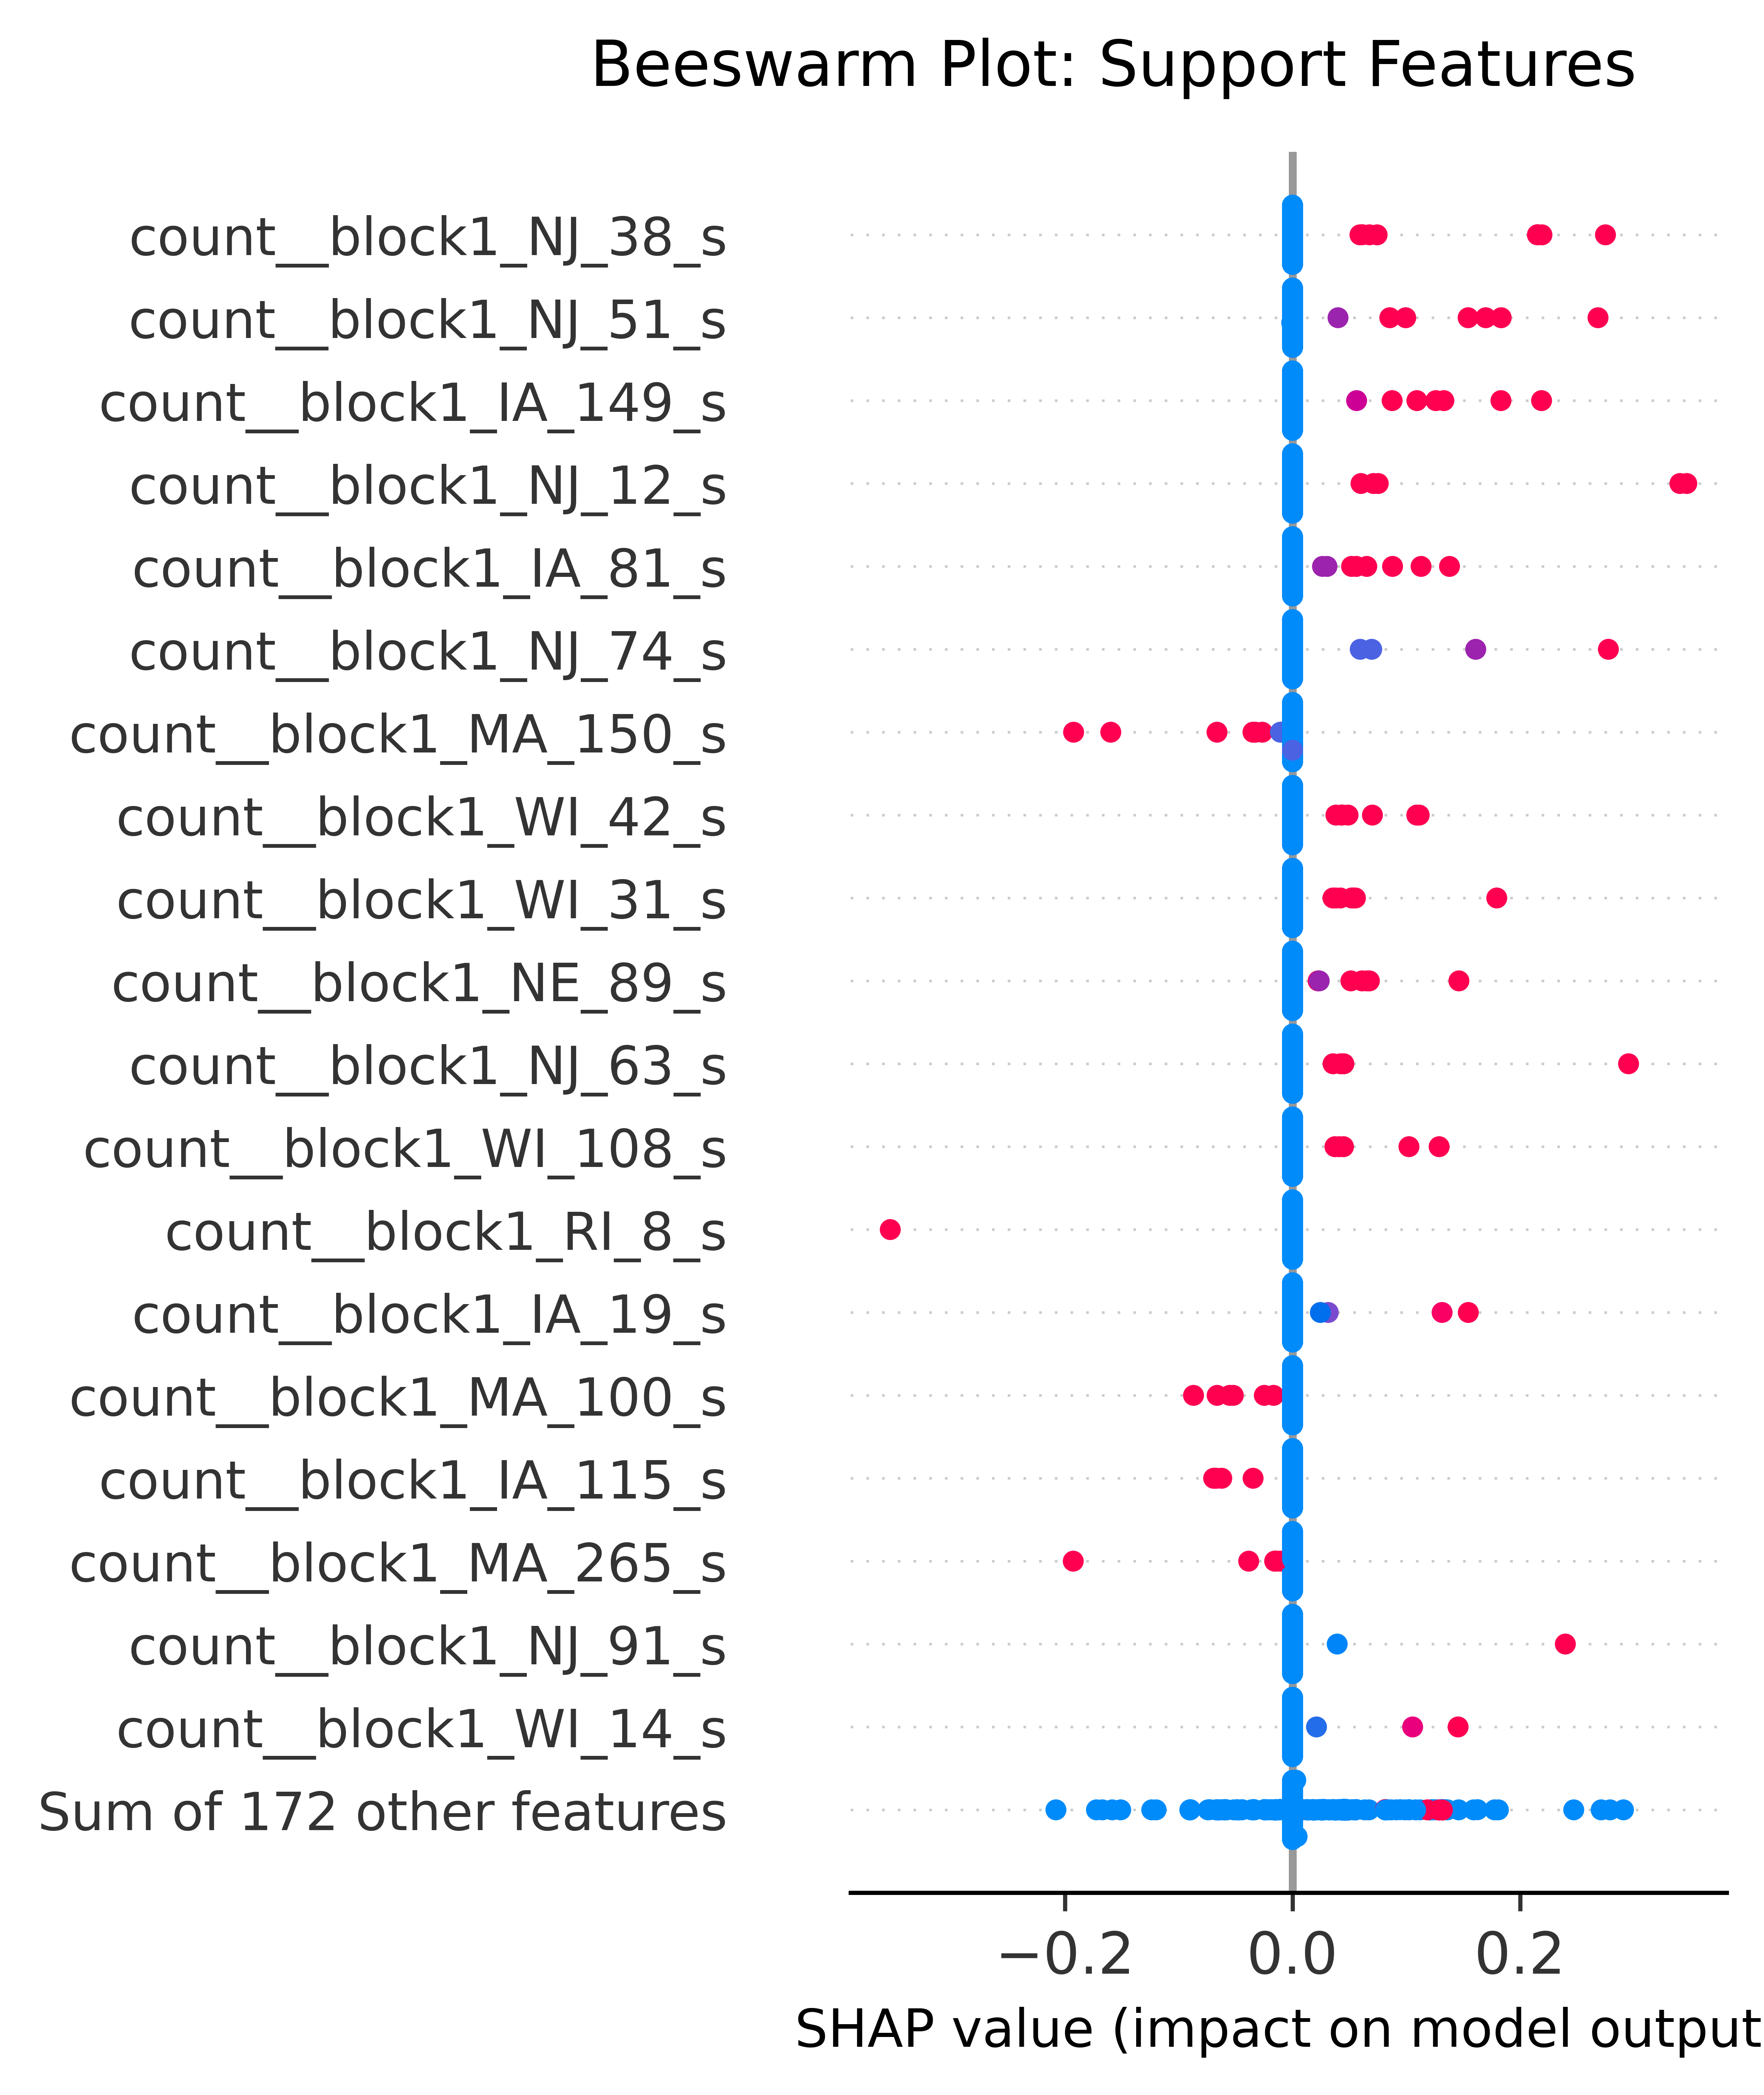 Beeswarm Plot: Support Features
count__block1_NJ_38_s
count__block1_NJ_51_s
count__block1_IA_149_s
count__block1_NJ_12_s
count__block1_IA_81_s
count__block1_NJ_74_s
count__block1_MA_150_s
count__block1_WI_42_s
count__block1_WI_31_s
count__block1_NE_89_s
count__block1_NJ_63_s
count__block1_WI_108_s
count__block1_RI_8_s
count__block1_IA_19_s
count__block1_MA_100_s
count__block1_IA_115_s
count__block1_MA_265_s
count__block1_NJ_91_s
count__block1_WI_14_s
Sum of 172 other features
−0.2 0.0 0.2
SHAP value (impact on model output